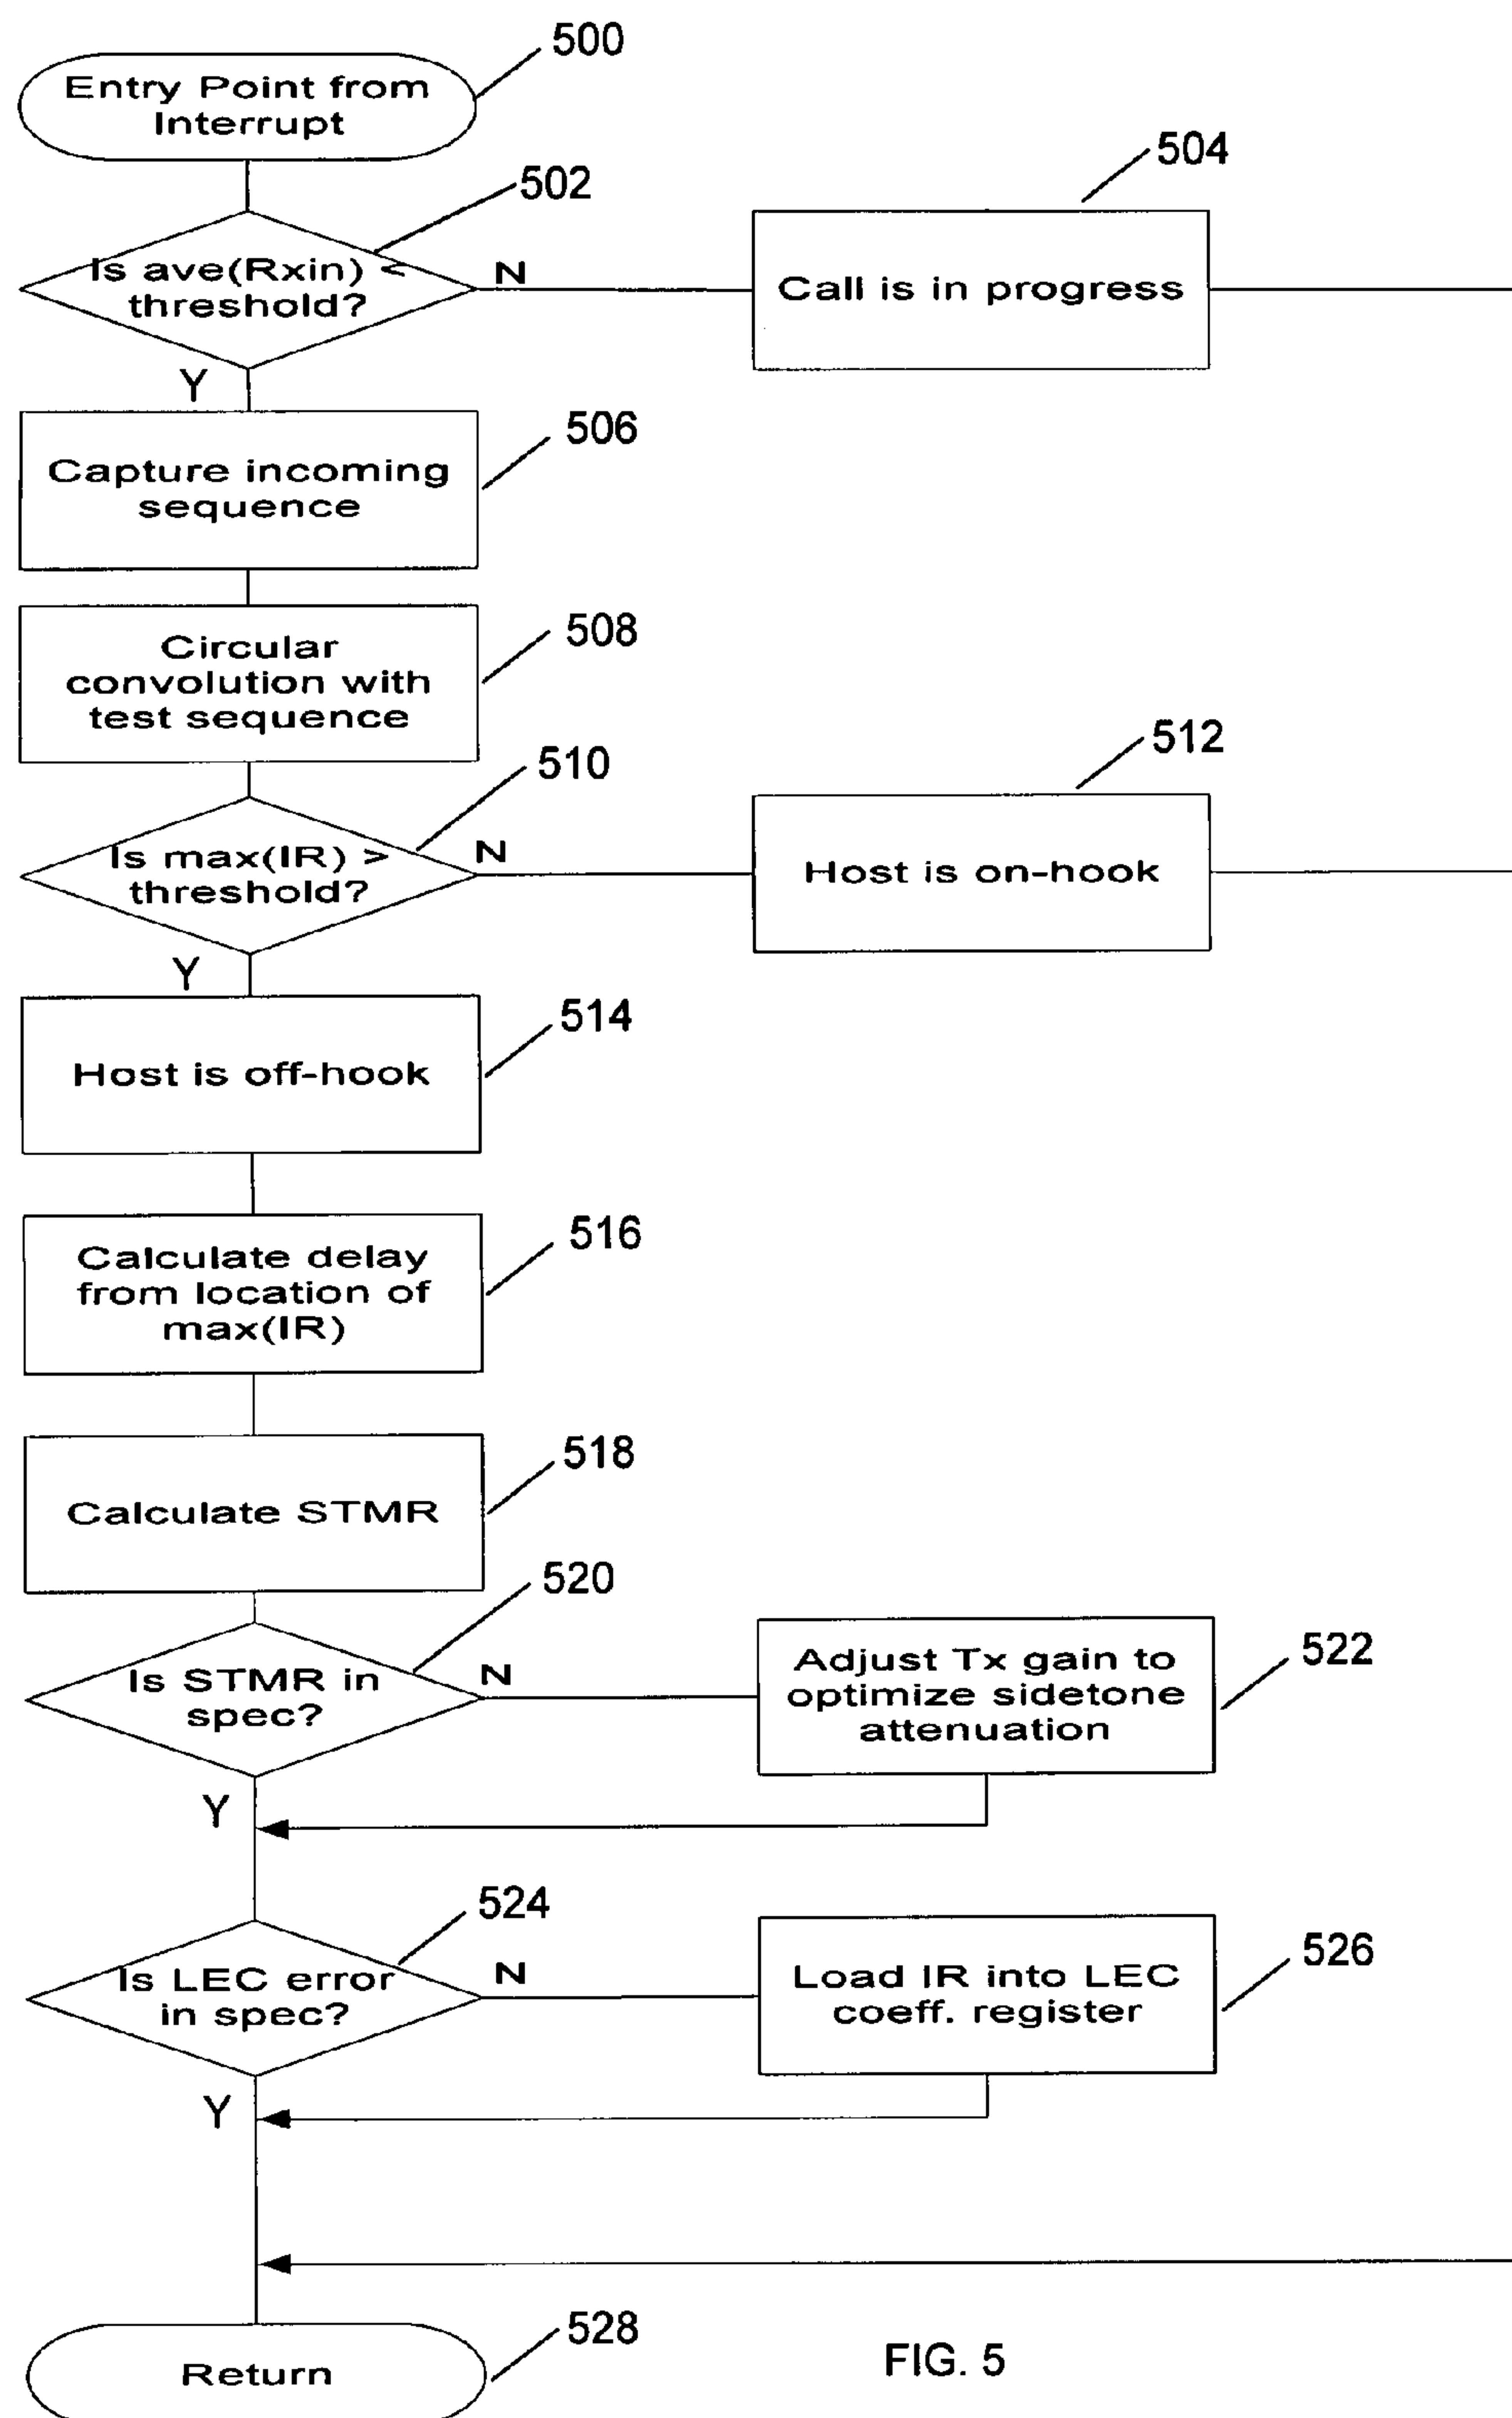 500
Entry Point from
Interrupt
502
504
Is ave(Rxin) <
threshold?
N
Call is in progress
Y
506
Capture incoming
sequence
508
Circular
convolution with
test sequence
510
512
Is max(IR) >
threshold?
N
Host is on-hook
Y
514
Host is off-hook
516
Calculate delay
from location of
max(IR)
518
Calculate STMR
520
Is STMR in
spec?
N
522
Adjust Tx gain to
optimize sidetone
attenuation
Y
524
Is LEC error
in spec?
N
526
Load IR into LEC
coeff. register
Y
528
Return
FIG. 5